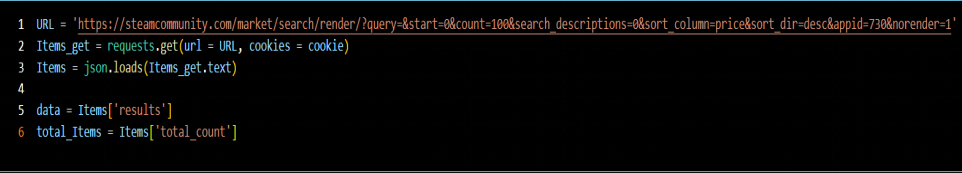 1 URL = 'https://steamcommunity.com/market/search/render/?query=&start=0&count=100&search_descriptions=0&sort_column=price&sort_dir=desc&appid=730&norender=1'
2 Items_get = requests.get(url = URL, cookies = cookie)
3 Items = json.loads(Items_get.text)
4
5 data = Items['results']
6 total_Items = Items['total_count']